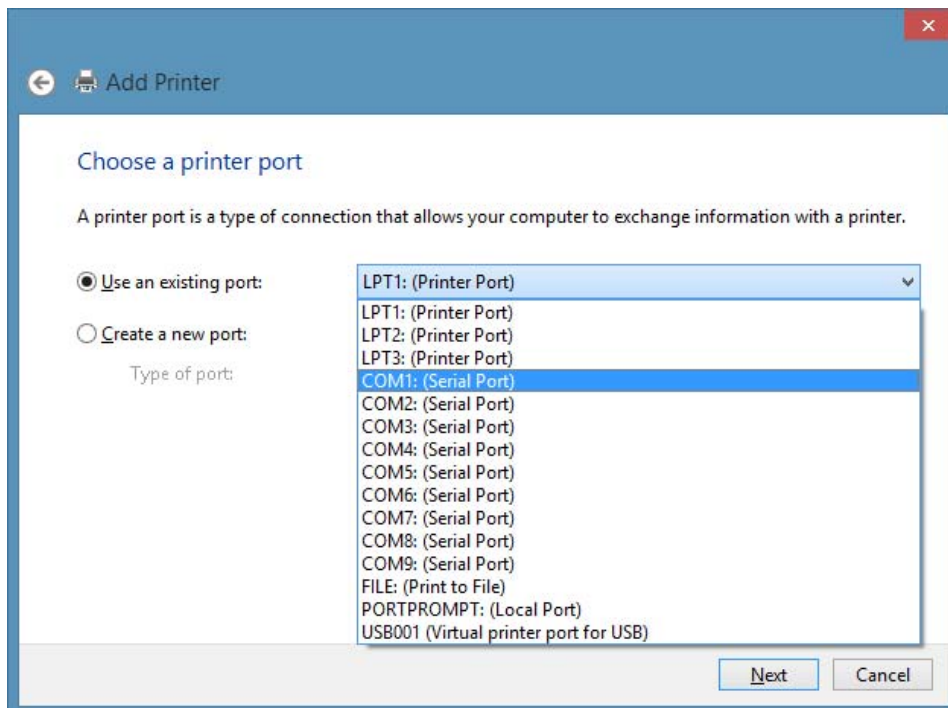 Add Printer
Choose a printer port
A printer port is a type of connection that allows your computer to exchange information with a printer.
Use an existing port:
LPT1: (Printer Port)
LPT1: (Printer Port)
LPT2: (Printer Port)
Create a new port:
LPT3: (Printer Port)
Type of port:
COM1: (Serial Port)
COM2: (Serial Port)
COM3: (Serial Port)
COM4: (Serial Port)
COM5: (Serial Port)
COM6: (Serial Port)
COM7: (Serial Port)
COM8: (Serial Port)
COM9: (Serial Port)
FILE: (Print to File)
PORTPROMPT: (Local Port)
USB001 (Virtual printer port for USB)
Next
Cancel